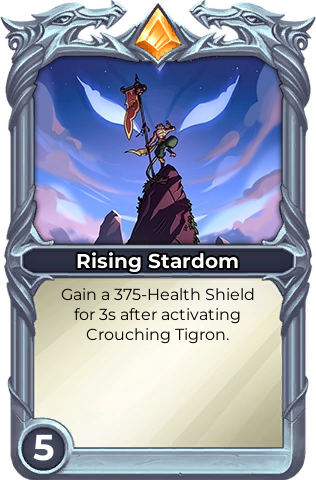 Rising Stardom
Gain a 375-Health Shield
for 3s after activating
Crouching Tigron.
5